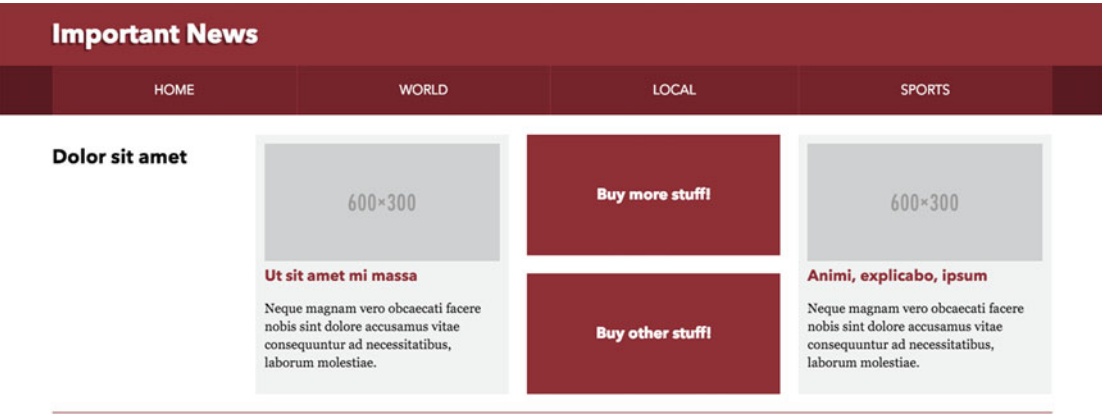 Important News
HOME WORLD LOCAL SPORTS
Dolor sit amet
600×300
Ut sit amet mi massa
Neque magnam vero obcaecati facere
nobis sint dolore accusamus vitae
consequuntur ad necessitatibus,
laborum molestiae.
Buy more stuff!
Buy other stuff!
600×300
Animi, explicabo, ipsum
Neque magnam vero obcaecati facere
nobis sint dolore accusamus vitae
consequuntur ad necessitatibus,
laborum molestiae.